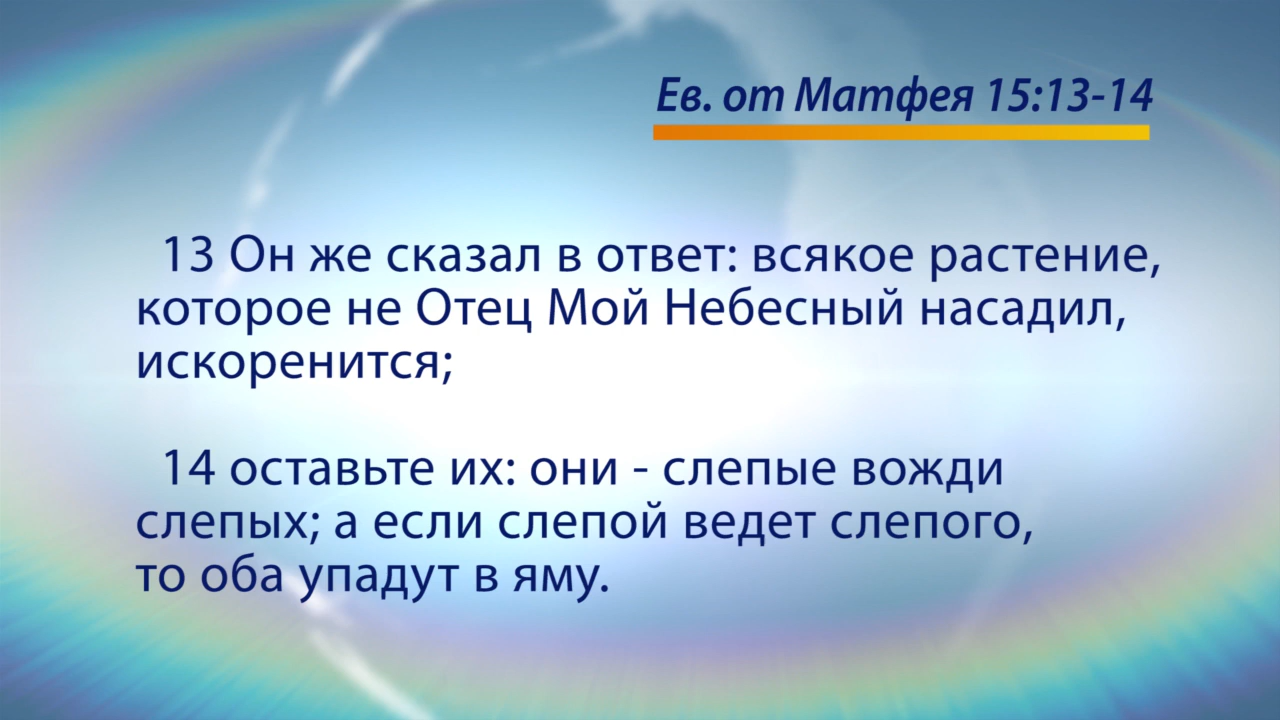 Ев. от Матфея 15:13-14
13 Он же сказал в ответ: всякое растение,
которое не Отец Мой Небесный насадил,
искоренится;
14 оставьте их: они - слепые вожди
слепых; а если слепой ведет слепого,
то оба упадут в яму.